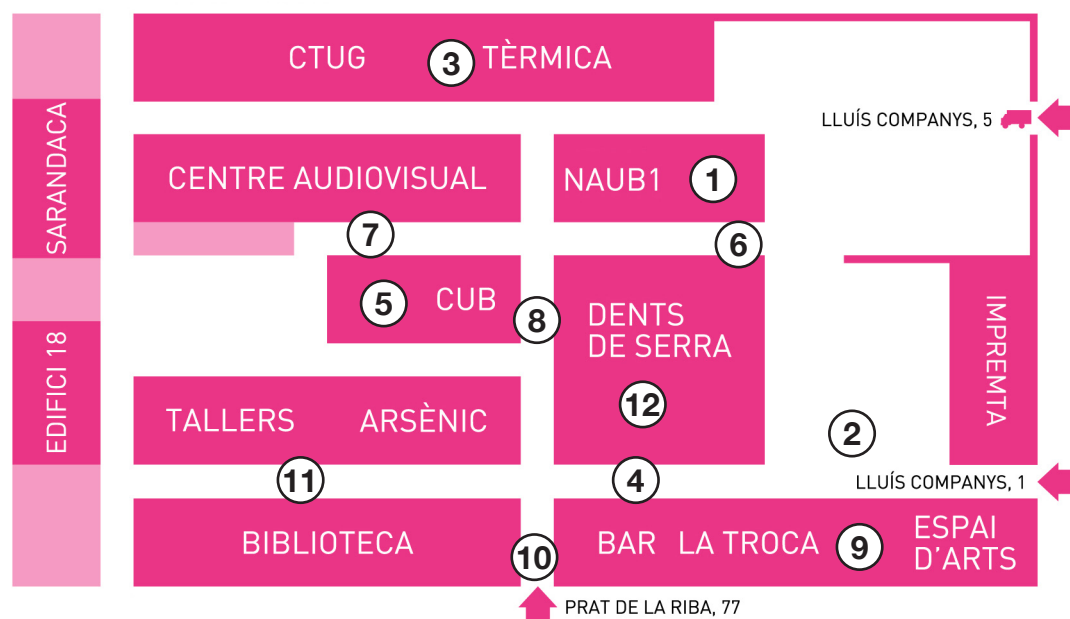 CTUG
3
TÈRMICA
LLUÍS COMPANYS, 5
SARANDACA
CENTRE AUDIOVISUAL
NAUB1
1
7
6
5
CUB
8
DENTS
DE SERRA
IMPREMTA
EDIFICI 18
12
TALLERS
ARSÈNIC
2
11
4
LLUÍS COMPANYS, 1
BIBLIOTECA
10
BAR
LA TROCA
9
ESPAI
D'ARTS
PRAT DE LA RIBA, 77